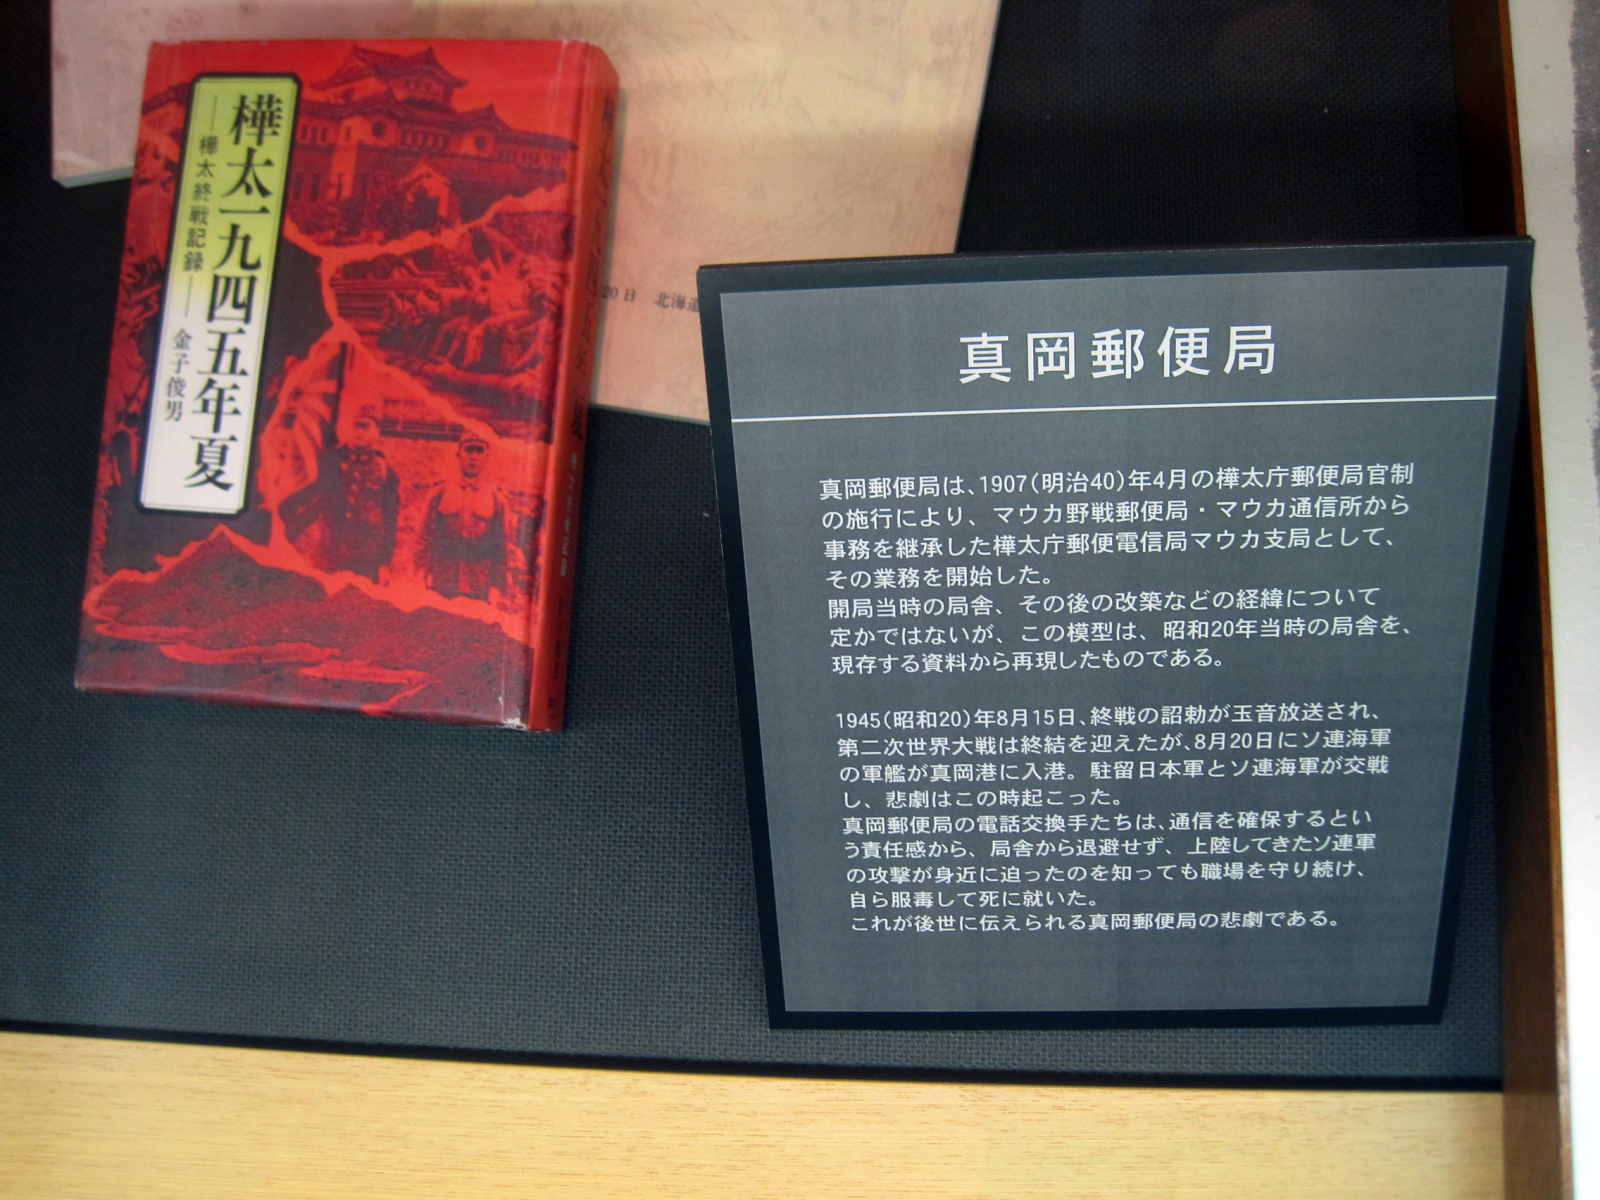 樺太一九四五年夏
―樺太終戦記録―
金子俊男
20日 北海道
真岡郵便局
真岡郵便局は、1907(明治40)年4月の樺太庁郵便局官制
の施行により、マウカ野戦郵便局・マウカ通信所から
事務を継承した樺太庁郵便電信局マウカ支局として、
その業務を開始した。
開局当時の局舎、その後の改築などの経緯について
定かではないが、この模型は、昭和20年当時の局舎を、
現存する資料から再現したものである。
1945(昭和20)年8月15日、終戦の詔勅が玉音放送され、
第二次世界大戦は終結を迎えたが、8月20日にソ連海軍
の軍艦が真岡港に入港。駐留日本軍とソ連海軍が交戦
し、悲劇はこの時起こった。
真岡郵便局の電話交換手たちは、通信を確保するとい
う責任感から、局舎から退避せず、上陸してきたソ連軍
の攻撃が身近に迫ったのを知っても職場を守り続け、
自ら服毒して死に就いた。
これが後世に伝えられる真岡郵便局の悲劇である。